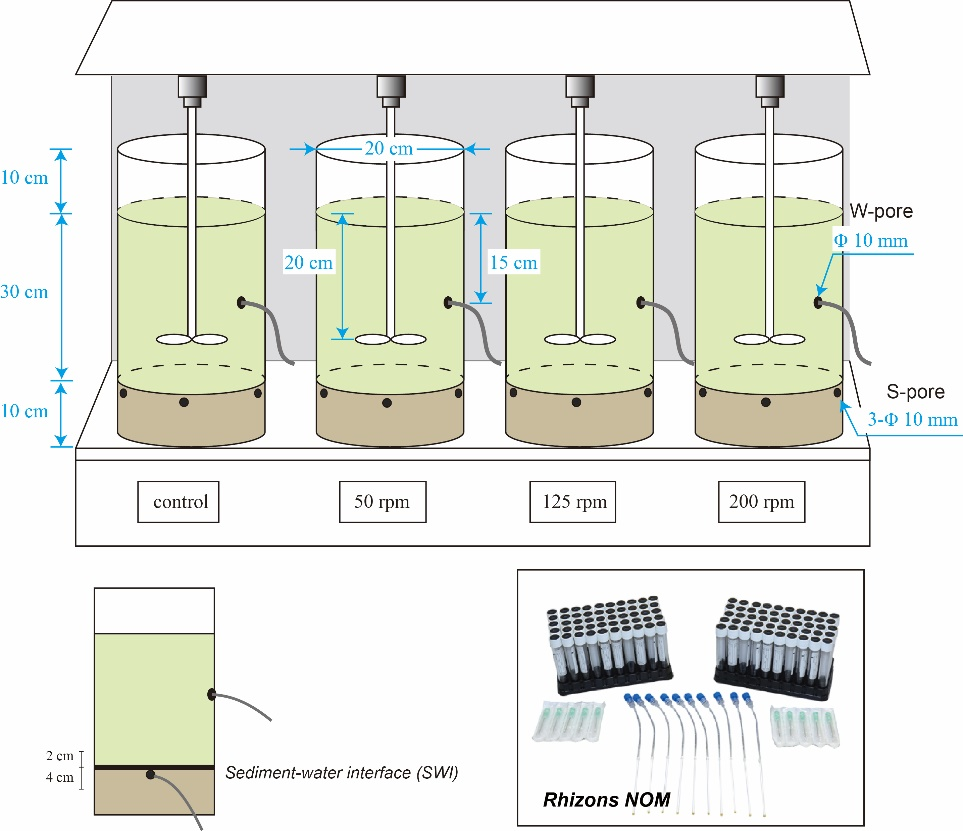 10 cm
20 cm
W-pore
Φ 10 mm
20 cm
15 cm
30 cm
10 cm
S-pore
3-Φ 10 mm
control
50 rpm
125 rpm
200 rpm
2 cm
4 cm
Sediment-water interface (SWI)
Rhizons NOM